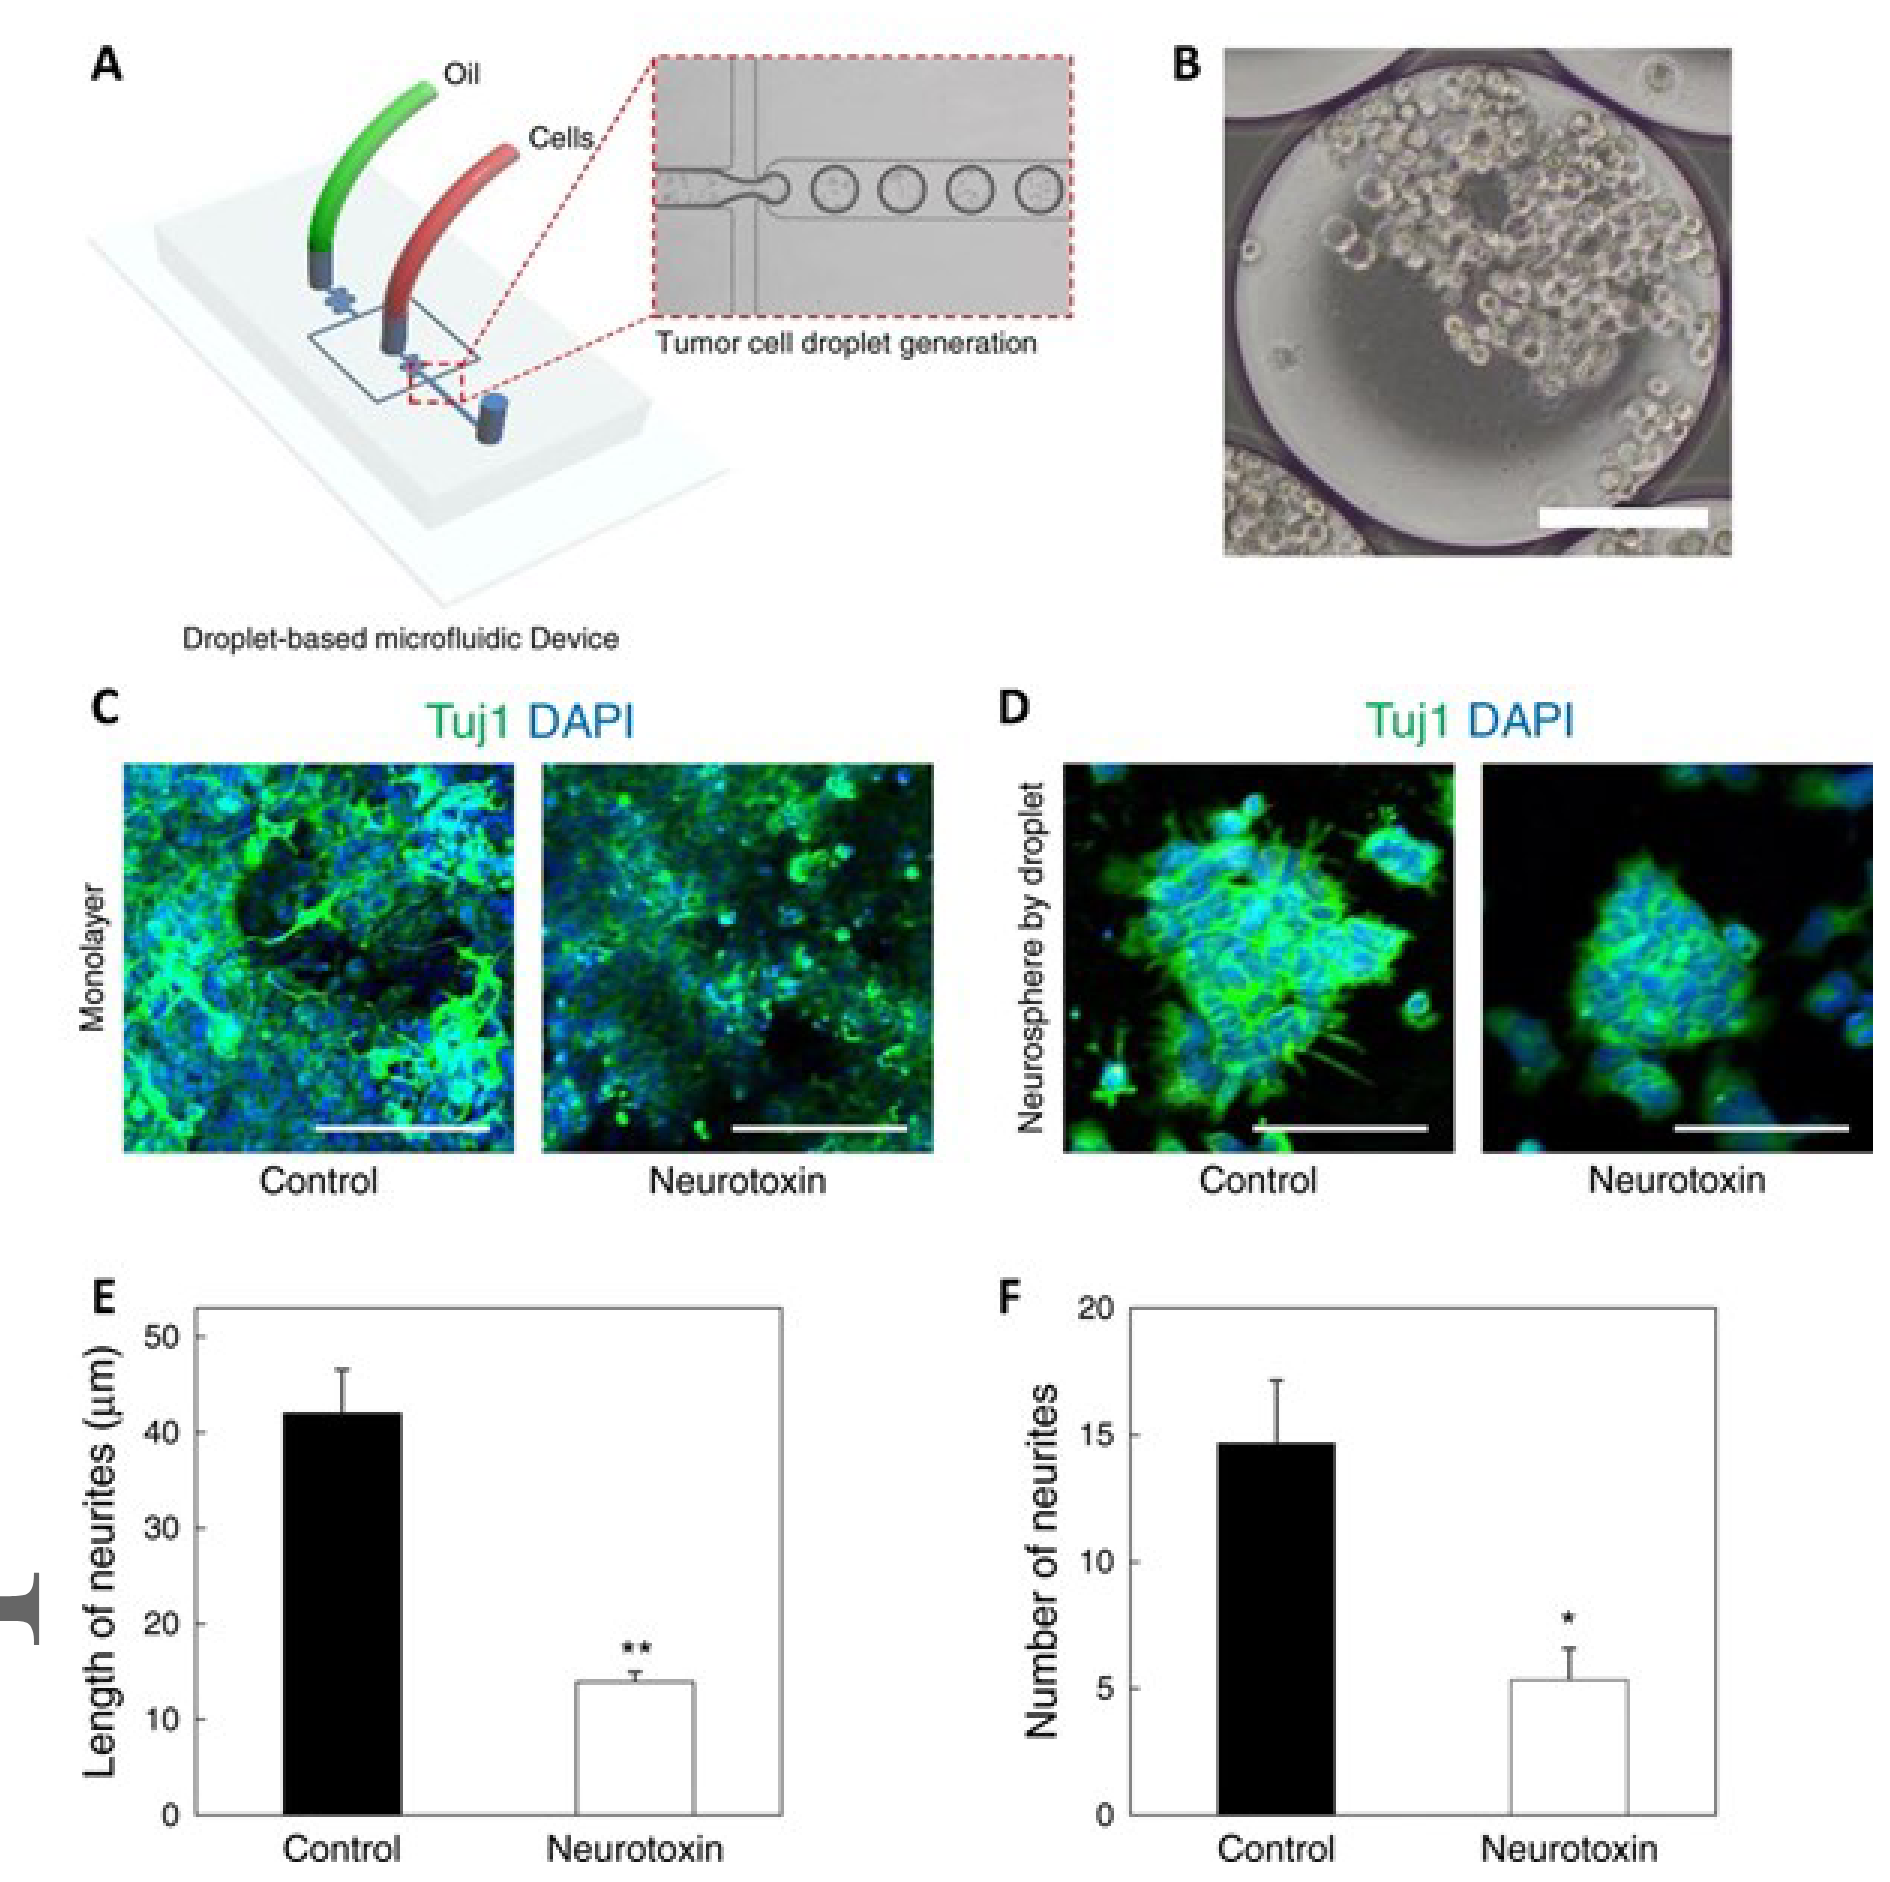 A
Oil
Cells
Tumor cell droplet generation
Droplet-based microfluidic Device
B
C
Tuj1 DAPI
Monolayer
Control
Neurotoxin
D
Tuj1 DAPI
Neurosphere by droplet
Control
Neurotoxin
E
Length of neurites (μm)
50
40
30
20
10
0
**
Control
Neurotoxin
F
Number of neurites
20
15
10
5
0
*
Control
Neurotoxin